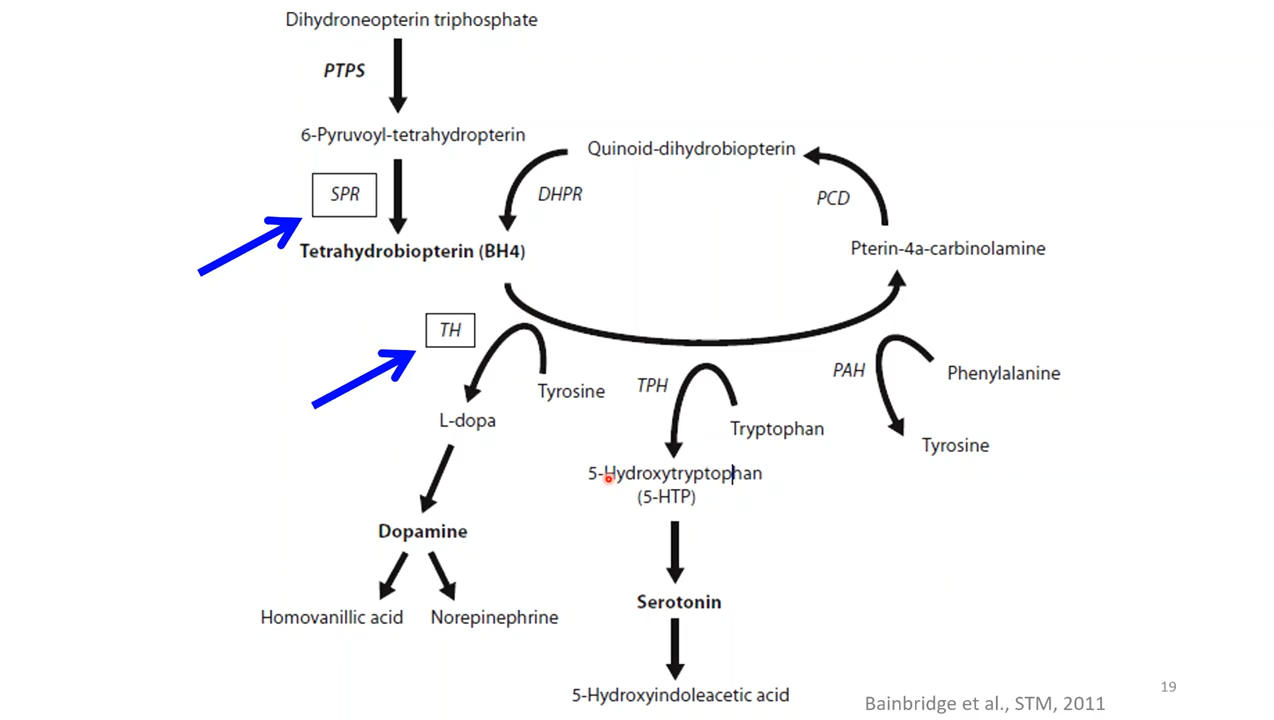 Dihydroneopterin triphosphate
PTPS
6-Pyruvoyl-tetrahydropterin
Quinoid-dihydrobiopterin
SPR
DHPR
PCD
Tetrahydrobiopterin (BH4)
Pterin-4a-carbinolamine
TH
Tyrosine
TPH
PAH
Phenylalanine
L-dopa
Tryptophan
Tyrosine
5-Hydroxytryptophan
(5-HTP)
Dopamine
Serotonin
Homovanillic acid
Norepinephrine
5-Hydroxyindoleacetic acid
19
Bainbridge et al., STM, 2011